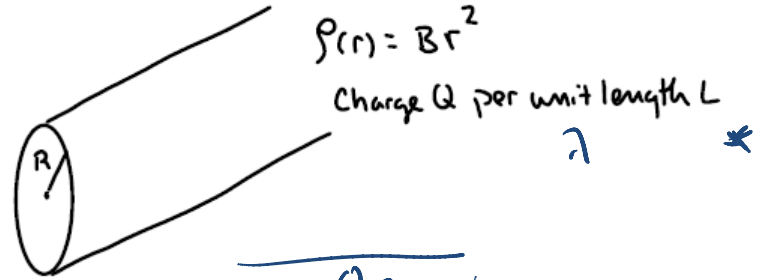 ρ(r) = Br²
Charge Q per unit length L
λ *
R